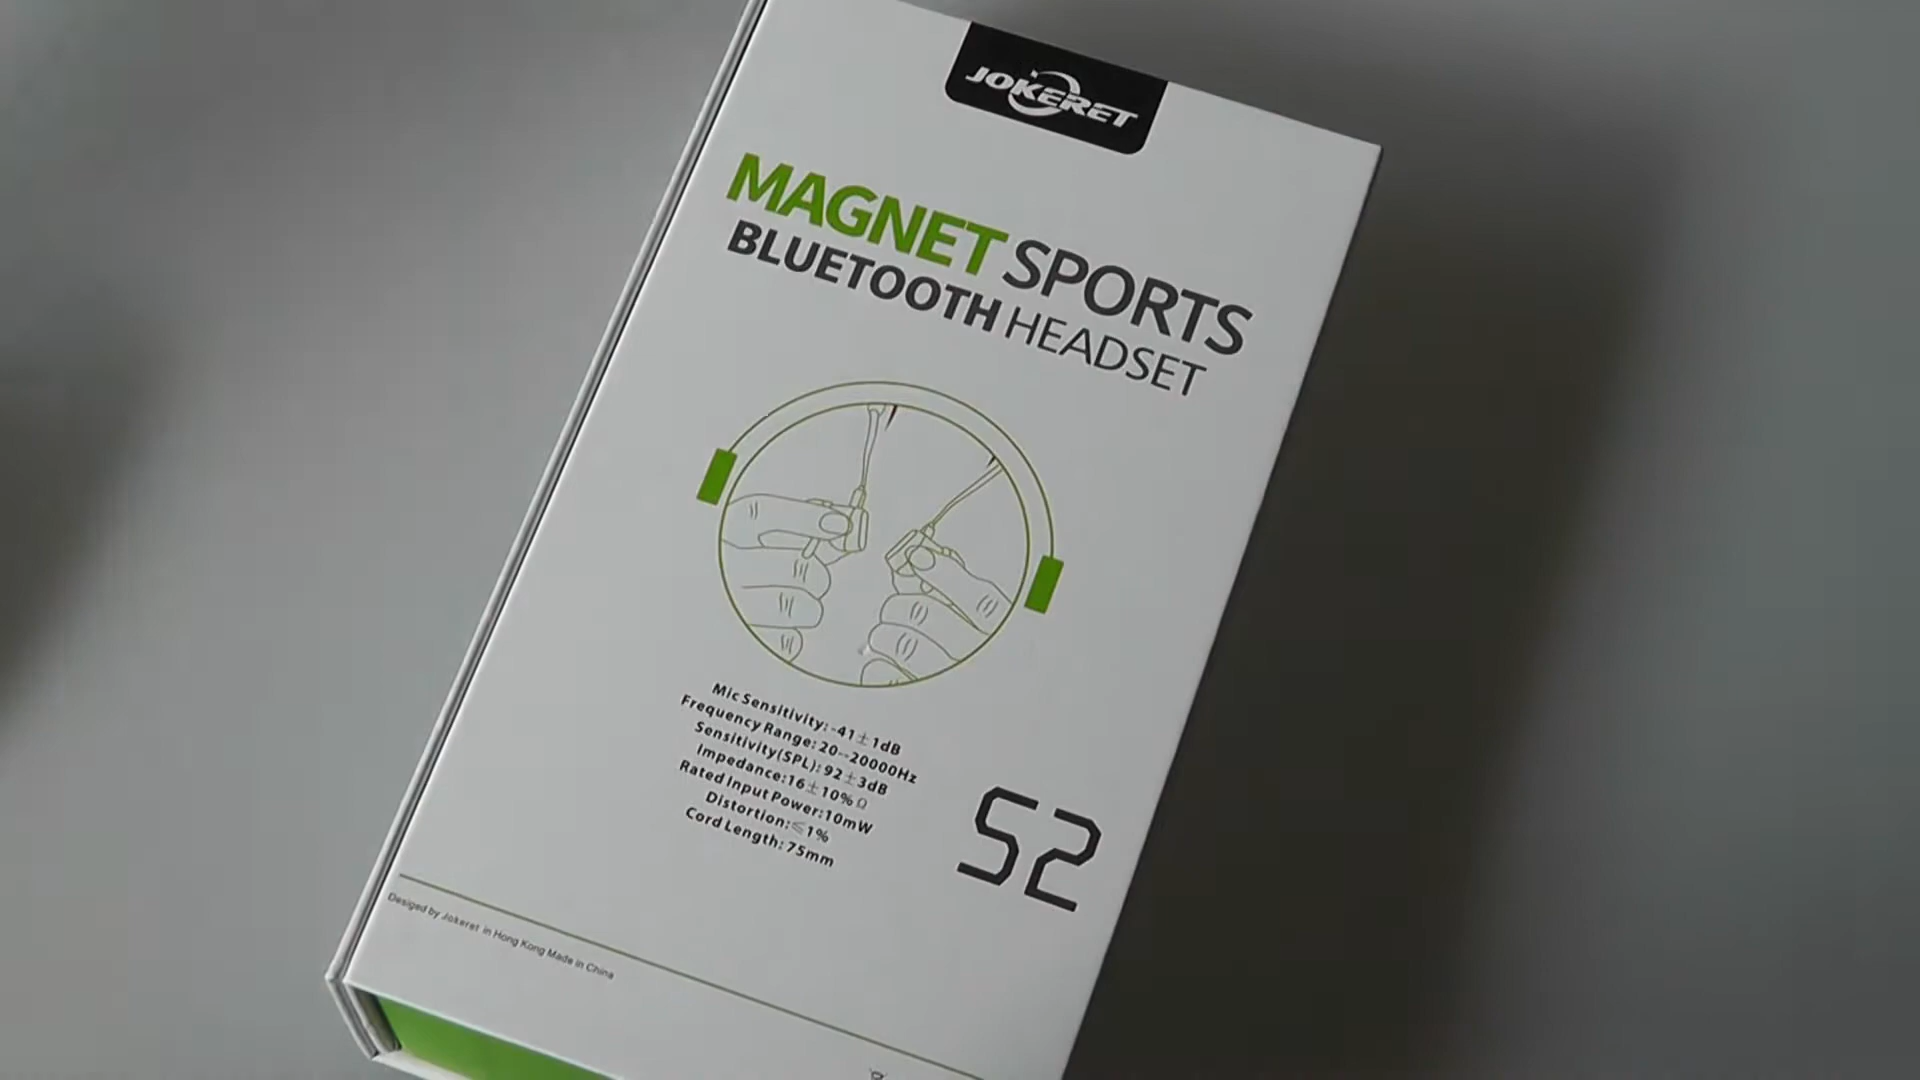 JOKERET
MAGNET SPORTS
BLUETOOTH HEADSET
Mic Sensitivity: -41±1dB
Frequency Range: 20--20000Hz
Sensitivity(SPL): 92±3dB
Impedance:16±10%Ω
Rated Input Power:10mW
Distortion:≤1%
Cord Length: 75mm
S2
Desiged by Jokeret in Hong Kong Made in China